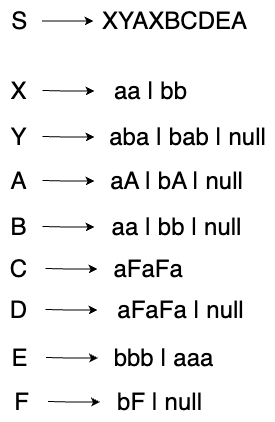 S → XYAXBCDEA
X → aa | bb
Y → aba | bab | null
A → aA | bA | null
B → aa | bb | null
C → aFaFa
D → aFaFa | null
E → bbb | aaa
F → bF | null